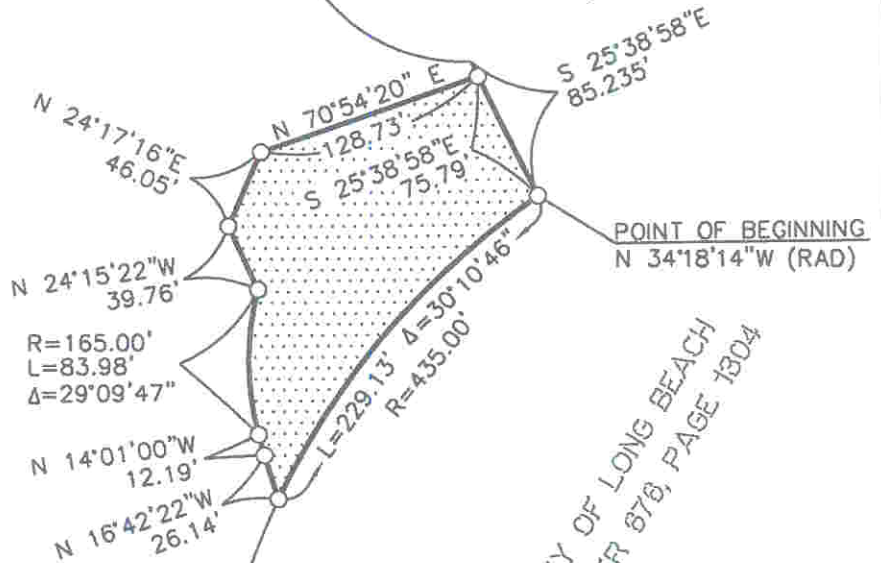 S 25°38'58"E
85.235'
N 70°54'20" E
128.73'
N 24°17'16"E
46.05'
S 25°38'58"E
75.79'
POINT OF BEGINNING
N 34°18'14"W (RAD)
N 24°15'22"W
39.76'
L=229.13' Δ=30°10'46"
R=435.00'
R=165.00'
L=83.98'
Δ=29°09'47"
N 14°01'00"W
12.19'
N 16°42'22"W
26.14'
OF LONG BEACH
876, PAGE 1304